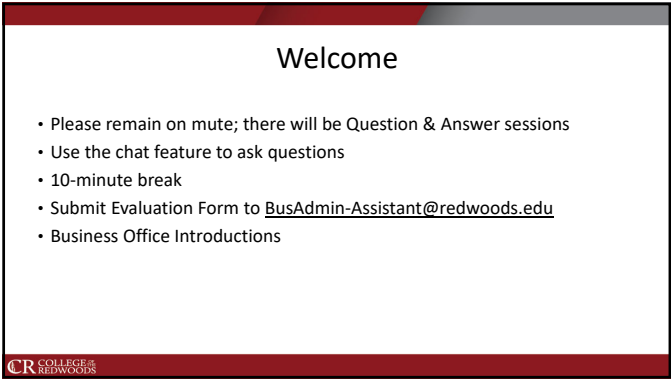 Welcome
• Please remain on mute; there will be Question & Answer sessions
• Use the chat feature to ask questions
• 10-minute break
• Submit Evaluation Form to BusAdmin-Assistant@redwoods.edu
• Business Office Introductions
CR COLLEGE OF THE
REDWOODS